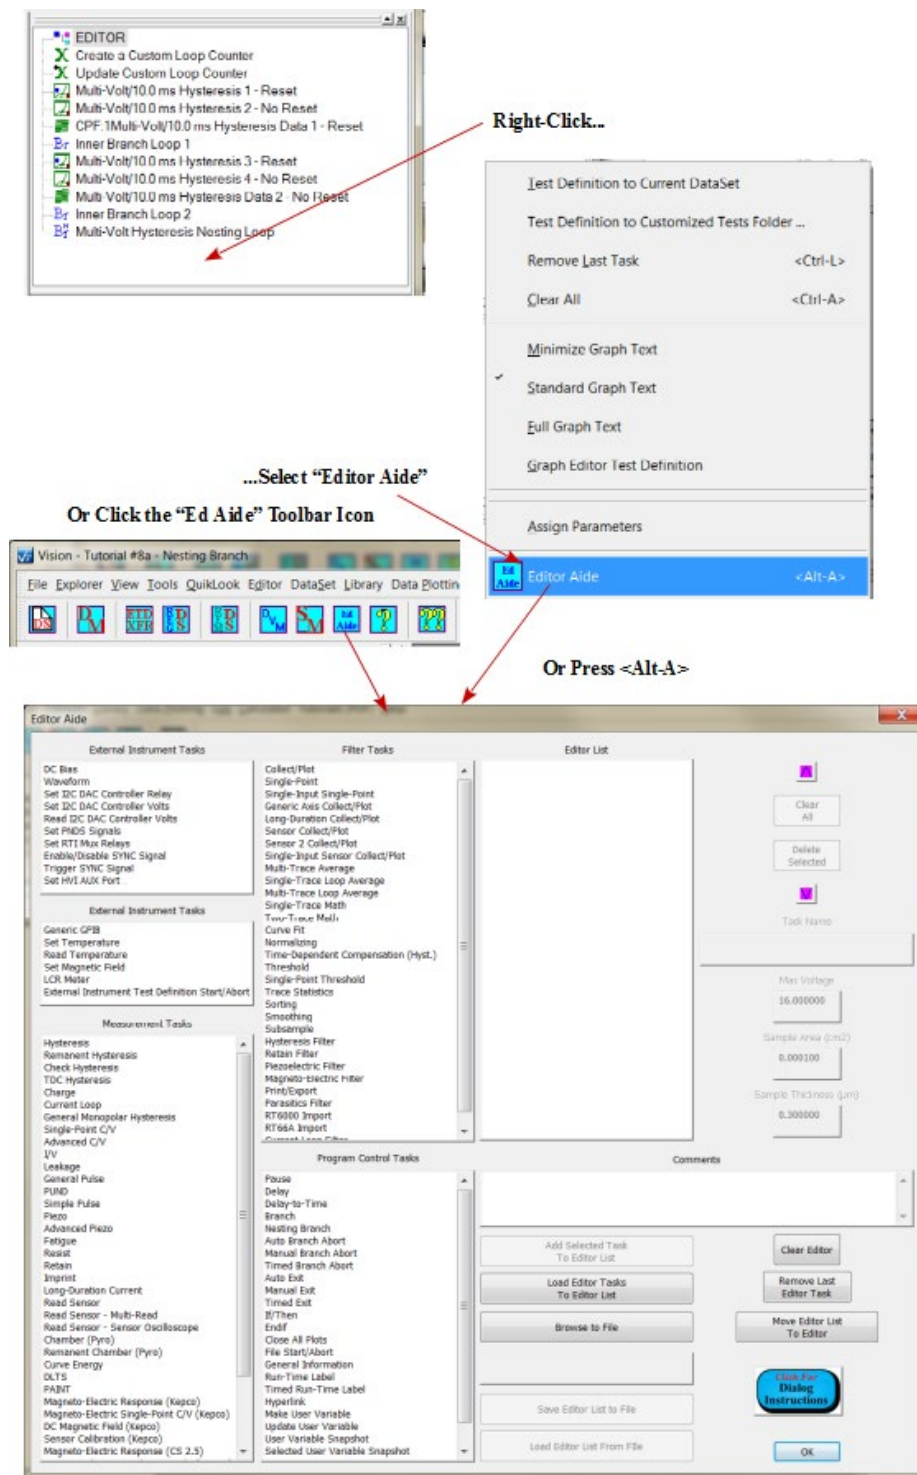 EDITOR
Create a Custom Loop Counter
Update Custom Loop Counter
Multi-Volt/10.0 ms Hysteresis 1 - Reset
Multi-Volt/10.0 ms Hysteresis 2 - No Reset
CPF:1Multi-Volt/10.0 ms Hysteresis Data 1 - Reset
Br Inner Branch Loop 1
Multi-Volt/10.0 ms Hysteresis 3 - Reset
Multi-Volt/10.0 ms Hysteresis 4 - No Reset
Multi-Volt/10.0 ms Hysteresis Data 2 - No Reset
Br Inner Branch Loop 2
Multi-Volt Hysteresis Nesting Loop
Right-Click...
Test Definition to Current DataSet
Test Definition to Customized Tests Folder ...
Remove Last Task <Ctrl-L>
Clear All <Ctrl-A>
Minimize Graph Text
Standard Graph Text
Full Graph Text
Graph Editor Test Definition
Assign Parameters
Ed Aide Editor Aide <Alt-A>
...Select “Editor Aide”
Or Click the “Ed Aide” Toolbar Icon
Vision - Tutorial #8a - Nesting Branch
File Explorer View Tools QuikLook Editor DataSet Library Data Plottin
Or Press <Alt-A>
Editor Aide
External Instrument Tasks
DC Bias
Waveform
Set I2C DAC Controller Relay
Set I2C DAC Controller Volts
Read I2C DAC Controller Volts
Set PNDS Signals
Set RTI Mux Relays
Enable/Disable SYNC Signal
Trigger SYNC Signal
Set HVI AUX Port
External Instrument Tasks
Generic GPIB
Set Temperature
Read Temperature
Set Magnetic Field
LCR Meter
External Instrument Test Definition Start/Abort
Measurement Tasks
Hysteresis
Remanent Hysteresis
Check Hysteresis
TDC Hysteresis
Charge
Current Loop
General Monopolar Hysteresis
Single-Point C/V
Advanced C/V
I/V
Leakage
General Pulse
PUND
Simple Pulse
Piezo
Advanced Piezo
Fatigue
Resist
Retain
Imprint
Long-Duration Current
Read Sensor
Read Sensor - Multi-Read
Read Sensor - Sensor Oscilloscope
Chamber (Pyro)
Remanent Chamber (Pyro)
Curve Energy
DLTS
PAINT
Magneto-Electric Response (Kepco)
Magneto-Electric Single-Point C/V (Kepco)
DC Magnetic Field (Kepco)
Sensor Calibration (Kepco)
Magneto-Electric Response (CS 2.5)
Filter Tasks
Collect/Plot
Single-Point
Single-Input Single-Point
Generic Axis Collect/Plot
Long-Duration Collect/Plot
Sensor Collect/Plot
Sensor 2 Collect/Plot
Single-Input Sensor Collect/Plot
Multi-Trace Average
Single-Trace Loop Average
Multi-Trace Loop Average
Single-Trace Math
Two-Trace Math
Curve Fit
Normalizing
Time-Dependent Compensation (Hyst.)
Threshold
Single-Point Threshold
Trace Statistics
Sorting
Smoothing
Subsample
Hysteresis Filter
Retain Filter
Piezoelectric Filter
Magneto-Electric Filter
Print/Export
Parasitics Filter
RT6000 Import
RT66A Import
Current Loop Filter
Program Control Tasks
Pause
Delay
Delay-to-Time
Branch
Nesting Branch
Auto Branch Abort
Manual Branch Abort
Timed Branch Abort
Auto Exit
Manual Exit
Timed Exit
If/Then
Endif
Close All Plots
File Start/Abort
General Information
Run-Time Label
Timed Run-Time Label
Hyperlink
Make User Variable
Update User Variable
User Variable Snapshot
Selected User Variable Snapshot
Editor List
Clear
All
Delete
Selected
Task Name
Max Voltage
16.000000
Sample Area (cm2)
0.000100
Sample Thickness (µm)
0.300000
Comments
Add Selected Task
To Editor List
Load Editor Tasks
To Editor List
Browse to File
Save Editor List to File
Load Editor List From File
Clear Editor
Remove Last
Editor Task
Move Editor List
To Editor
Click For
Dialog
Instructions
OK